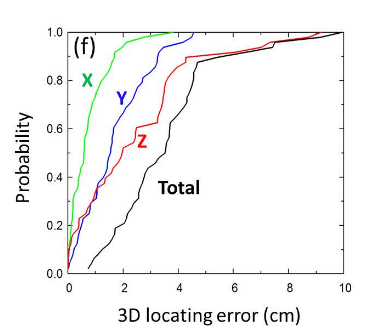 (f)
1.0
X
0.8
Y
0.6
Z
0.4
Total
0.2
0.0
0 2 4 6 8 10
Probability
3D locating error (cm)